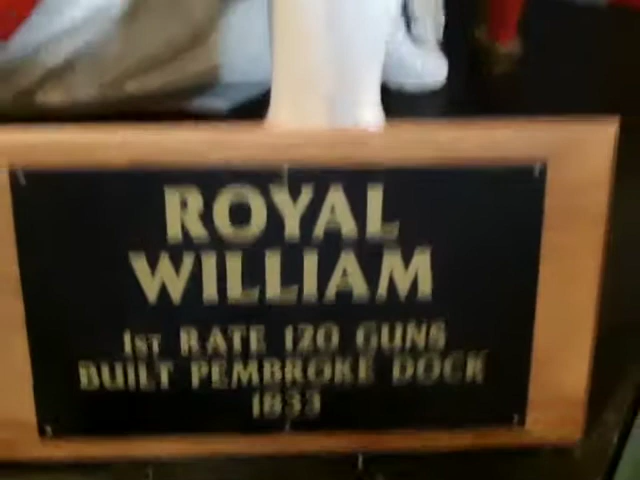 ROYAL
WILLIAM
1ST RATE 120 GUNS
BUILT PEMBROKE DOCK
1833